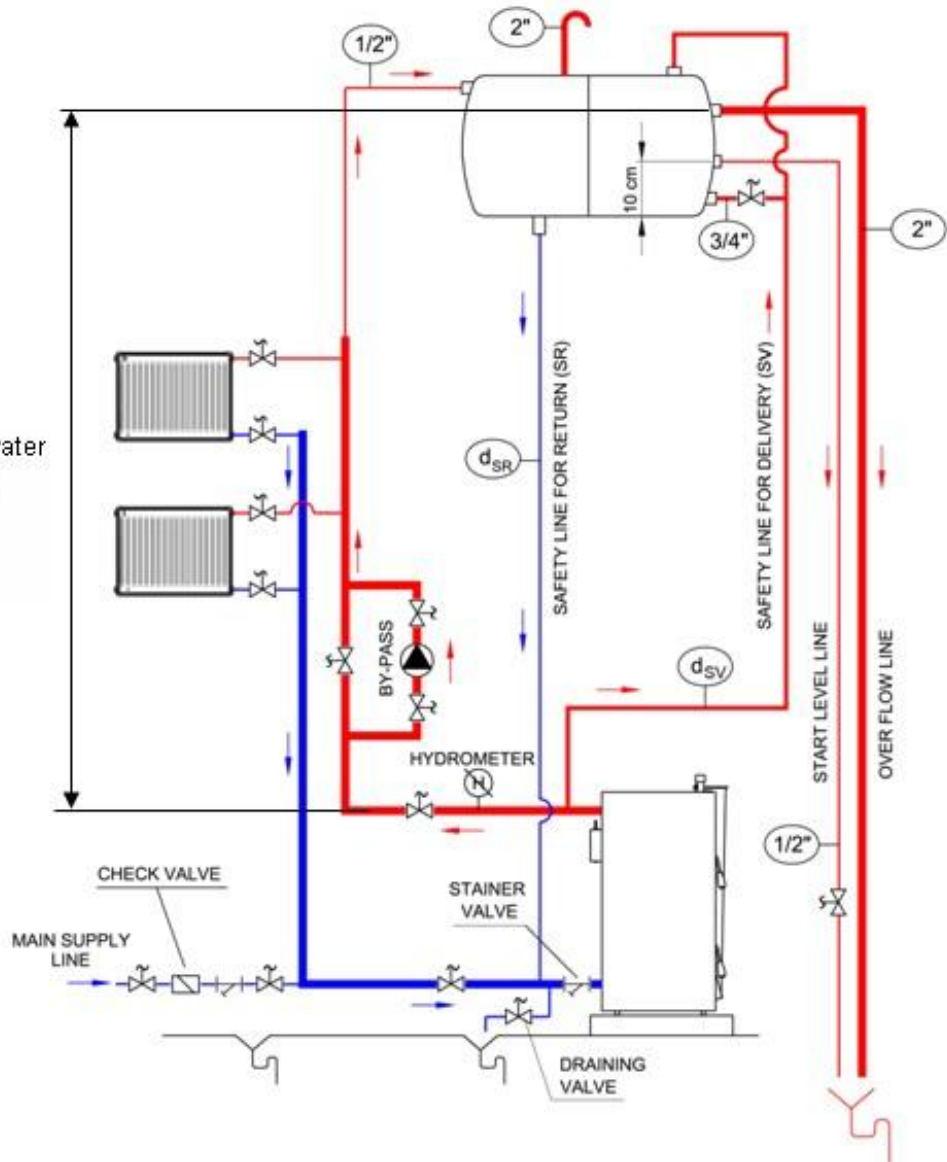 2"
1/2"
10 cm
3/4"
2"
SAFETY LINE FOR RETURN (SR)
SAFETY LINE FOR DELIVERY (SV)
dSR
BY-PASS
dSV
START LEVEL LINE
OVER FLOW LINE
HYDROMETER
H
1/2"
CHECK VALVE
STAINER
VALVE
MAIN SUPPLY
LINE
DRAINING
VALVE